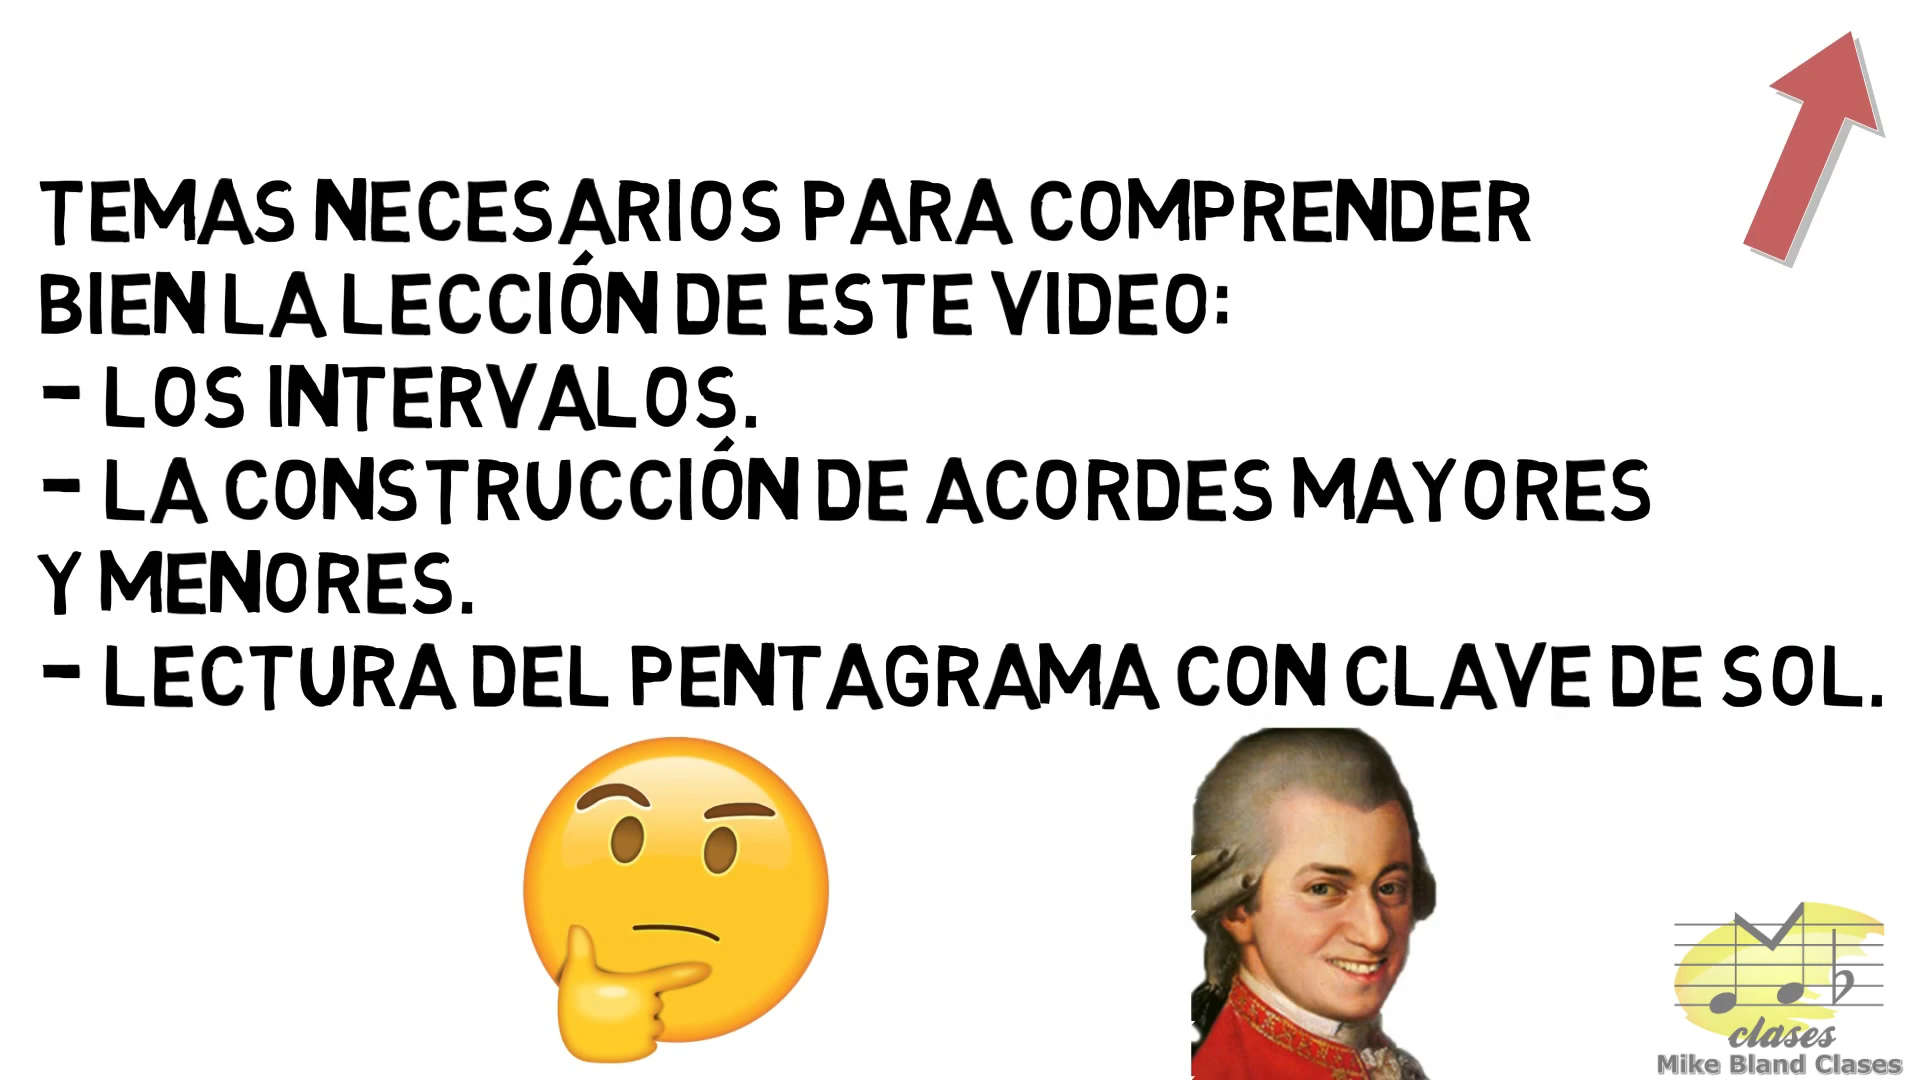 TEMAS NECESARIOS PARA COMPRENDER
BIEN LA LECCIÓN DE ESTE VIDEO:
- LOS INTERVALOS.
- LA CONSTRUCCIÓN DE ACORDES MAYORES
Y MENORES.
- LECTURA DEL PENTAGRAMA CON CLAVE DE SOL.
clases
Mike Bland Clases